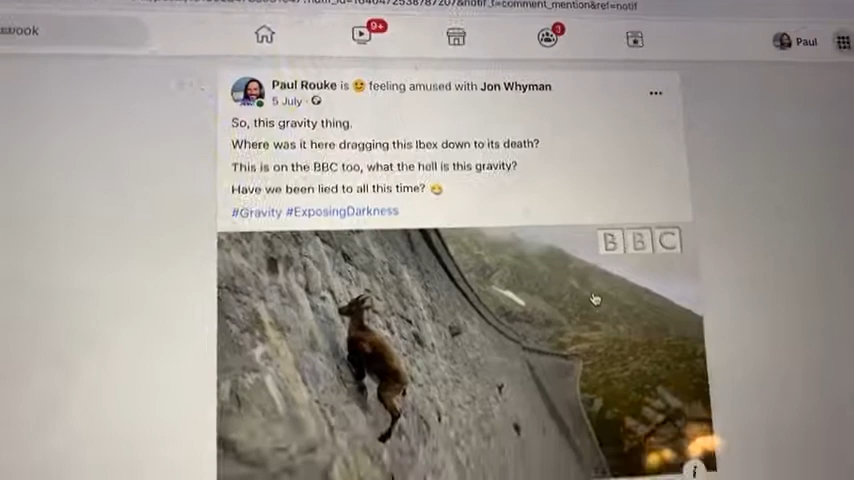 9+
3
Paul
Paul Rouke is 😉 feeling amused with Jon Whyman
5 July ·
So, this gravity thing.
Where was it here dragging this Ibex down to its death?
This is on the BBC too, what the hell is this gravity?
Have we been lied to all this time? 😂
#Gravity #ExposingDarkness
BBC
i